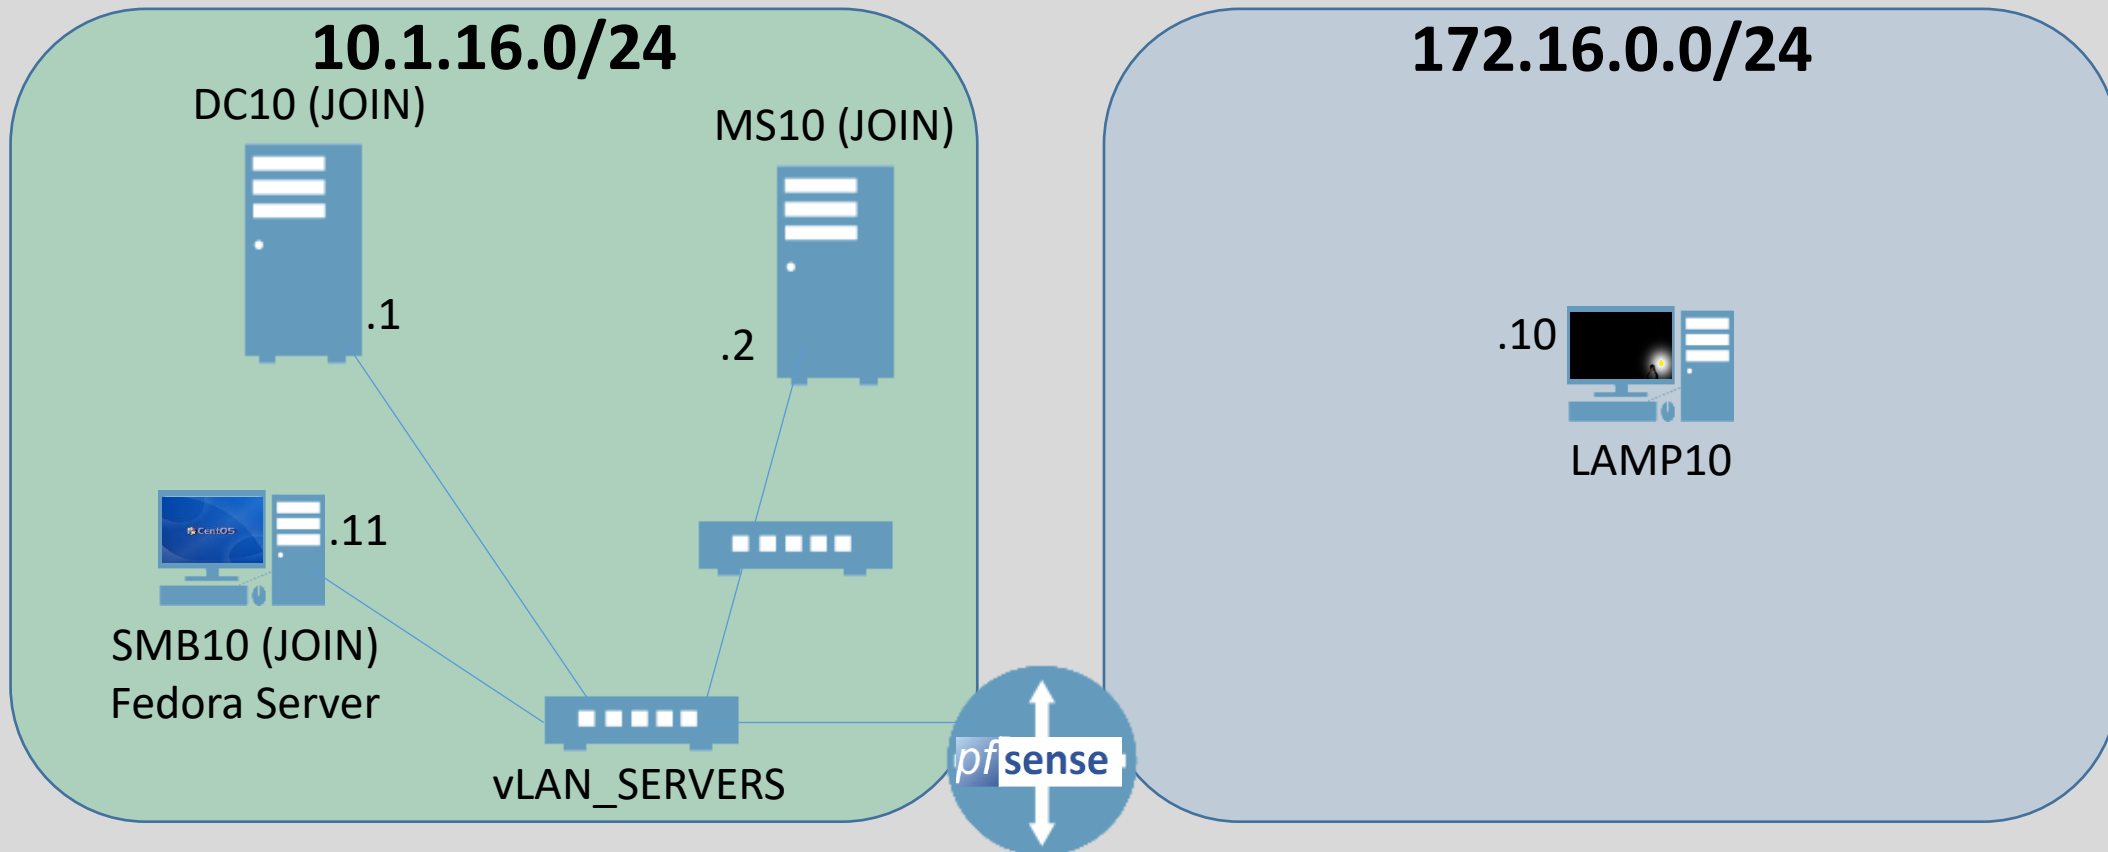 10.1.16.0/24
DC10 (JOIN)
MS10 (JOIN)
.1
.2
CentOS
.11
SMB10 (JOIN)
Fedora Server
vLAN_SERVERS
pfsense
172.16.0.0/24
.10
LAMP10